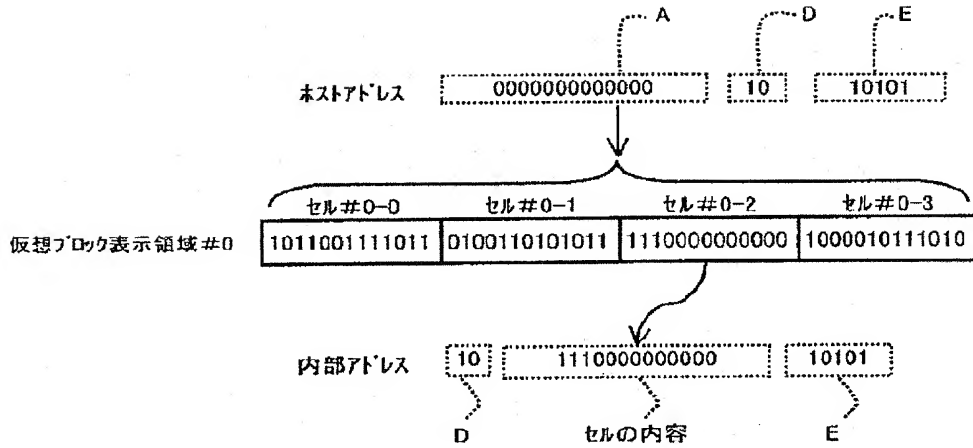 A D E
ホストアドレス 0000000000000 10 10101
セル#0-0 セル#0-1 セル#0-2 セル#0-3
仮想ブロック表示領域#0 1011001111011 0100110101011 1110000000000 1000010111010
内部アドレス 10 1110000000000 10101
D セルの内容 E